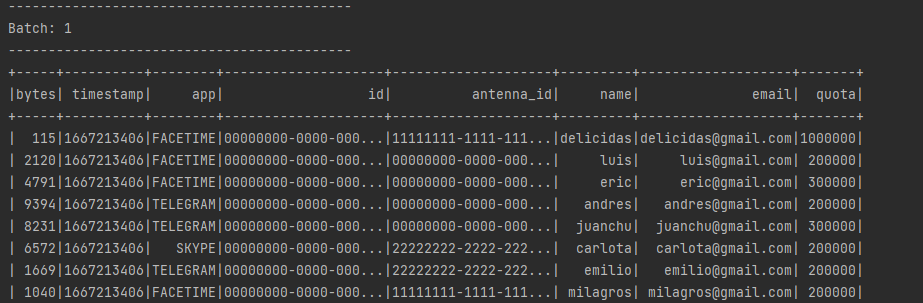 -------------------------------------------
Batch: 1
-------------------------------------------
+-----+----------+--------+--------------------+--------------------+---------+-------------------+-------+
|bytes| timestamp|     app|                  id|          antenna_id|     name|              email|  quota|
+-----+----------+--------+--------------------+--------------------+---------+-------------------+-------+
|  115|1667213406|FACETIME|00000000-0000-000...|11111111-1111-111...|delicidas|delicidas@gmail.com|1000000|
| 2120|1667213406|FACETIME|00000000-0000-000...|00000000-0000-000...|     luis|     luis@gmail.com| 200000|
| 4791|1667213406|FACETIME|00000000-0000-000...|00000000-0000-000...|     eric|     eric@gmail.com| 300000|
| 9394|1667213406|TELEGRAM|00000000-0000-000...|00000000-0000-000...|   andres|   andres@gmail.com| 200000|
| 8231|1667213406|TELEGRAM|00000000-0000-000...|00000000-0000-000...|  juanchu|  juanchu@gmail.com| 300000|
| 6572|1667213406|   SKYPE|00000000-0000-000...|22222222-2222-222...|  carlota|  carlota@gmail.com| 200000|
| 1669|1667213406|TELEGRAM|00000000-0000-000...|22222222-2222-222...|   emilio|   emilio@gmail.com| 200000|
| 1040|1667213406|FACETIME|00000000-0000-000...|11111111-1111-111...| milagros| milagros@gmail.com| 200000|